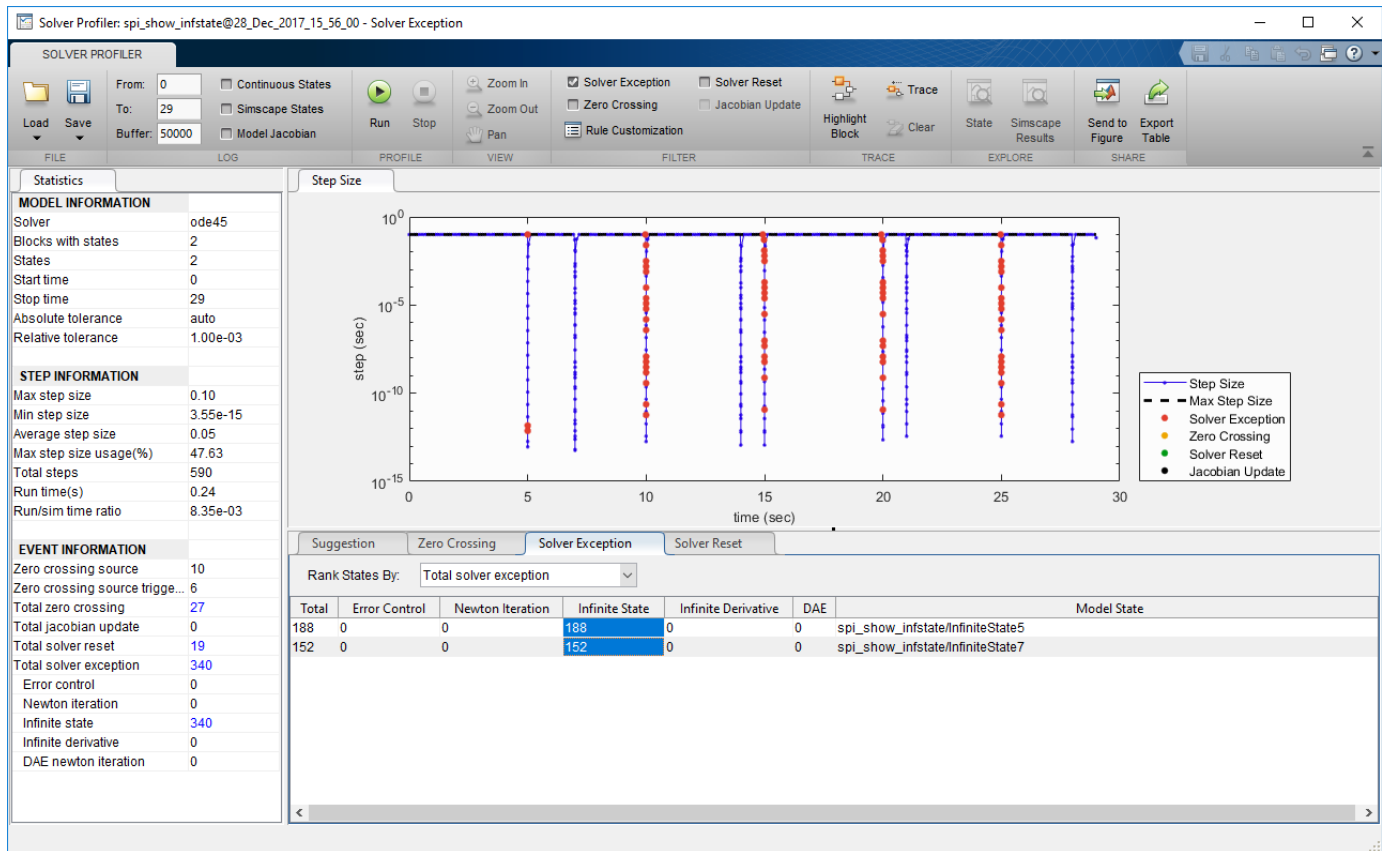 Solver Profiler: spi_show_infstate@28_Dec_2017_15_56_00 - Solver Exception
SOLVER PROFILER
Load
Save
From: 0
To: 29
Buffer: 50000
Continuous States
Simscape States
Model Jacobian
Run
Stop
Zoom In
Zoom Out
Pan
Solver Exception
Zero Crossing
Rule Customization
Solver Reset
Jacobian Update
Highlight
Block
Trace
Clear
State
Simscape
Results
Send to
Figure
Export
Table
FILE LOG PROFILE VIEW FILTER TRACE EXPLORE SHARE
Statistics
MODEL INFORMATION
Solver ode45
Blocks with states 2
States 2
Start time 0
Stop time 29
Absolute tolerance auto
Relative tolerance 1.00e-03
STEP INFORMATION
Max step size 0.10
Min step size 3.55e-15
Average step size 0.05
Max step size usage(%) 47.63
Total steps 590
Run time(s) 0.24
Run/sim time ratio 8.35e-03
EVENT INFORMATION
Zero crossing source 10
Zero crossing source trigge... 6
Total zero crossing 27
Total jacobian update 0
Total solver reset 19
Total solver exception 340
Error control 0
Newton iteration 0
Infinite state 340
Infinite derivative 0
DAE newton iteration 0
Step Size
10^0
10^-5
10^-10
10^-15
step (sec)
0 5 10 15 20 25 30
time (sec)
Step Size
Max Step Size
Solver Exception
Zero Crossing
Solver Reset
Jacobian Update
Suggestion Zero Crossing Solver Exception Solver Reset
Rank States By: Total solver exception
Total Error Control Newton Iteration Infinite State Infinite Derivative DAE Model State
188 0 0 188 0 0 spi_show_infstate/InfiniteState5
152 0 0 152 0 0 spi_show_infstate/InfiniteState7